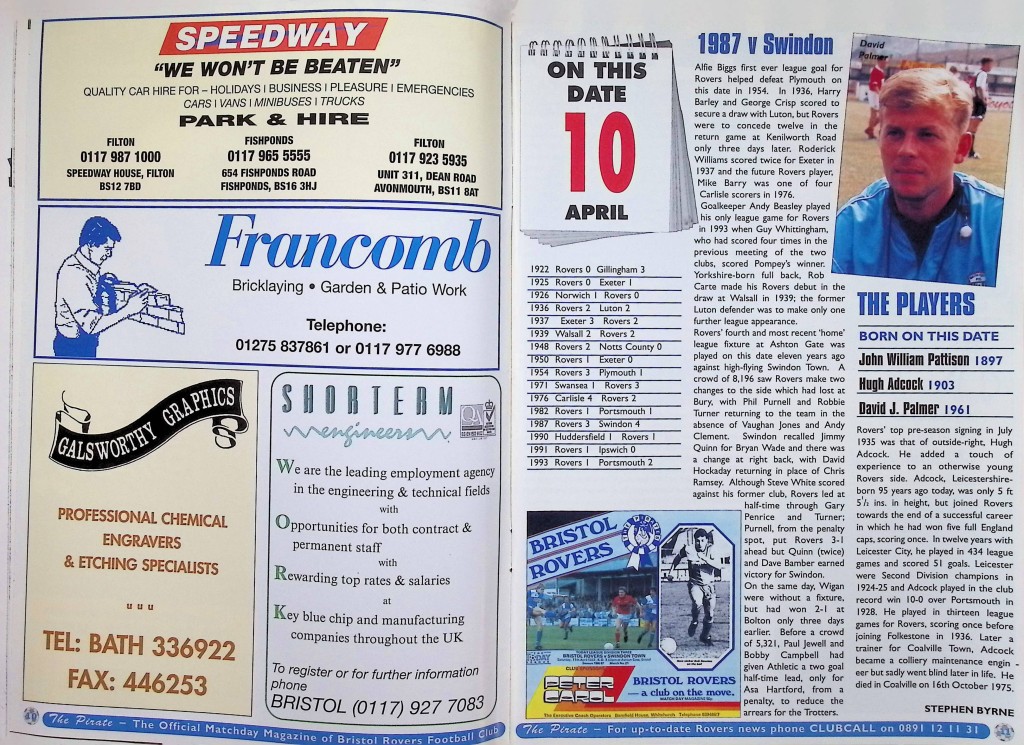 SPEEDWAY
"WE WON'T BE BEATEN"
QUALITY CAR HIRE FOR – HOLIDAYS | BUSINESS | PLEASURE | EMERGENCIES
CARS | VANS | MINIBUSES | TRUCKS
PARK & HIRE
FILTON
0117 987 1000
SPEEDWAY HOUSE, FILTON
BS12 7BD
FISHPONDS
0117 965 5555
654 FISHPONDS ROAD
FISHPONDS, BS16 3HJ
FILTON
0117 923 5935
UNIT 311, DEAN ROAD
AVONMOUTH, BS11 8AT
Francomb
Bricklaying • Garden & Patio Work
Telephone:
01275 837861 or 0117 977 6988
GALSWORTHY GRAPHICS
PROFESSIONAL CHEMICAL
ENGRAVERS
& ETCHING SPECIALISTS
u u u
TEL: BATH 336922
FAX: 446253
SHORTERM
engineers
We are the leading employment agency
in the engineering & technical fields
with
Opportunities for both contract &
permanent staff
with
Rewarding top rates & salaries
at
Key blue chip and manufacturing
companies throughout the UK
To register or for further information
phone
BRISTOL (0117) 927 7083
The Pirate – The Official Matchday Magazine of Bristol Rovers Football Club
ON THIS
DATE
10
APRIL
1922 Rovers 0 Gillingham 3
1925 Rovers 0 Exeter 1
1926 Norwich 1 Rovers 0
1936 Rovers 2 Luton 2
1937 Exeter 3 Rovers 2
1939 Walsall 2 Rovers 2
1948 Rovers 2 Notts County 0
1950 Rovers 1 Exeter 0
1954 Rovers 3 Plymouth 1
1971 Swansea 1 Rovers 3
1976 Carlisle 4 Rovers 2
1982 Rovers 1 Portsmouth 1
1987 Rovers 3 Swindon 4
1990 Huddersfield 1 Rovers 1
1991 Rovers 1 Ipswich 0
1993 Rovers 1 Portsmouth 2
BRISTOL
ROVERS
BRISTOL ROVERS v SWINDON TOWN
PETER
CAROL
BRISTOL ROVERS
– a club on the move.
1987 v Swindon
Alfie Biggs first ever league goal for
Rovers helped defeat Plymouth on
this date in 1954. In 1936, Harry
Barley and George Crisp scored to
secure a draw with Luton, but Rovers
were to concede twelve in the
return game at Kenilworth Road
only three days later. Roderick
Williams scored twice for Exeter in
1937 and the future Rovers player,
Mike Barry was one of four
Carlisle scorers in 1976.
Goalkeeper Andy Beasley played
his only league game for Rovers
in 1993 when Guy Whittingham,
who had scored four times in the
previous meeting of the two
clubs, scored Pompey's winner.
Yorkshire-born full back, Rob
Carte made his Rovers debut in the
draw at Walsall in 1939; the former
Luton defender was to make only one
further league appearance.
Rovers' fourth and most recent 'home'
league fixture at Ashton Gate was
played on this date eleven years ago
against high-flying Swindon Town. A
crowd of 8,196 saw Rovers make two
changes to the side which had lost at
Bury, with Phil Purnell and Robbie
Turner returning to the team in the
absence of Vaughan Jones and Andy
Clement. Swindon recalled Jimmy
Quinn for Bryan Wade and there was
a change at right back, with David
Hockaday returning in place of Chris
Ramsey. Although Steve White scored
against his former club, Rovers led at
half-time through Gary
Penrice and Turner;
Purnell, from the penalty
spot, put Rovers 3-1
ahead but Quinn (twice)
and Dave Bamber earned
victory for Swindon.
On the same day, Wigan
were without a fixture,
but had won 2-1 at
Bolton only three days
earlier. Before a crowd
of 5,321, Paul Jewell and
Bobby Campbell had
given Athletic a two goal
half-time lead, only for
Asa Hartford, from a
penalty, to reduce the
arrears for the Trotters.
David
Palmer
THE PLAYERS
BORN ON THIS DATE
John William Pattison 1897
Hugh Adcock 1903
David J. Palmer 1961
Rovers' top pre-season signing in July
1935 was that of outside-right, Hugh
Adcock. He added a touch of
experience to an otherwise young
Rovers side. Adcock, Leicestershire-
born 95 years ago today, was only 5 ft
5½ ins. in height, but joined Rovers
towards the end of a successful career
in which he had won five full England
caps, scoring once. In twelve years with
Leicester City, he played in 434 league
games and scored 51 goals. Leicester
were Second Division champions in
1924-25 and Adcock played in the club
record win 10-0 over Portsmouth in
1928. He played in thirteen league
games for Rovers, scoring once before
joining Folkestone in 1936. Later a
trainer for Coalville Town, Adcock
became a colliery maintenance engin -
eer but sadly went blind later in life. He
died in Coalville on 16th October 1975.
STEPHEN BYRNE
The Pirate – For up-to-date Rovers news phone CLUBCALL on 0891 12 11 31